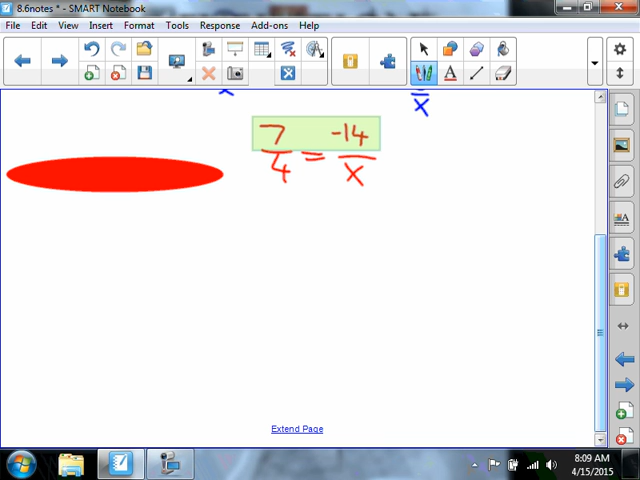 8.6notes * - SMART Notebook
File Edit View Insert Format Tools Response Add-ons Help
x
x
7 -14
4 = x
Extend Page
8:09 AM
4/15/2015